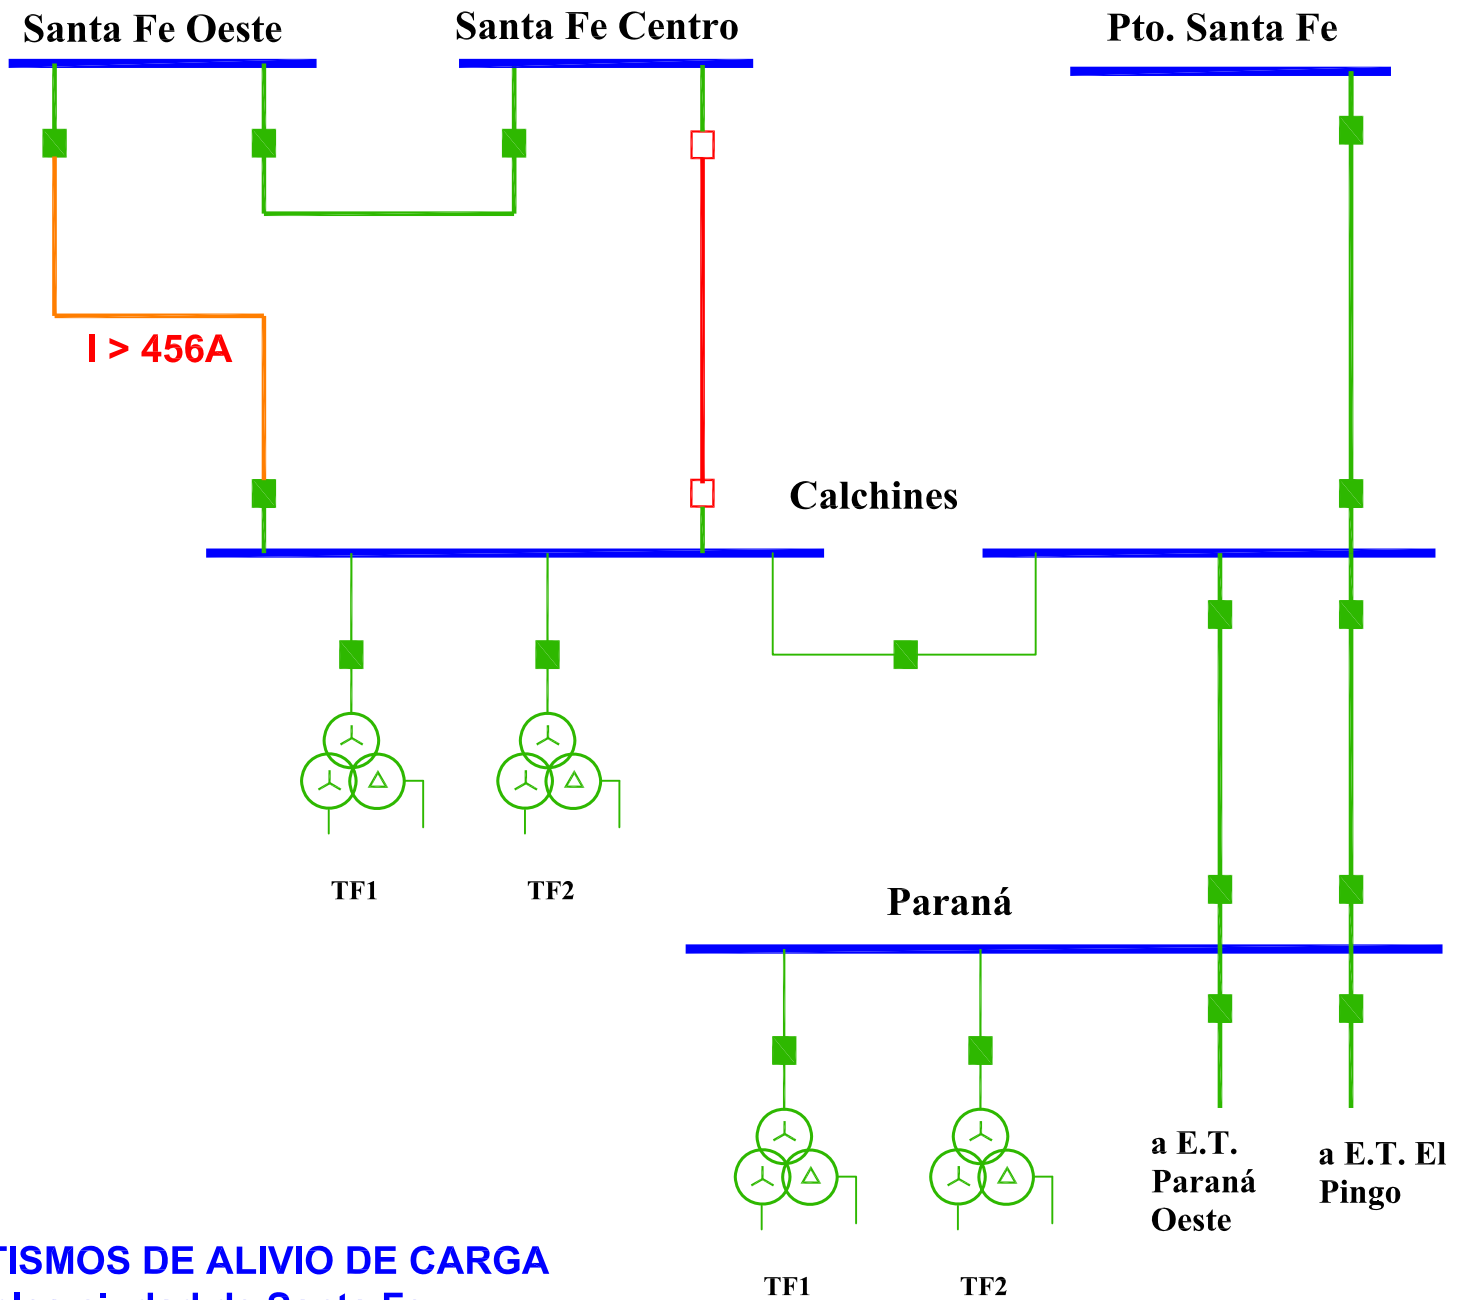 Santa Fe Oeste
Santa Fe Centro
Pto. Santa Fe
I > 456A
Calchines
TF1
TF2
Paraná
a E.T.
Paraná
Oeste
a E.T. El
Pingo
TISMOS DE ALIVIO DE CARGA
TF1
TF2